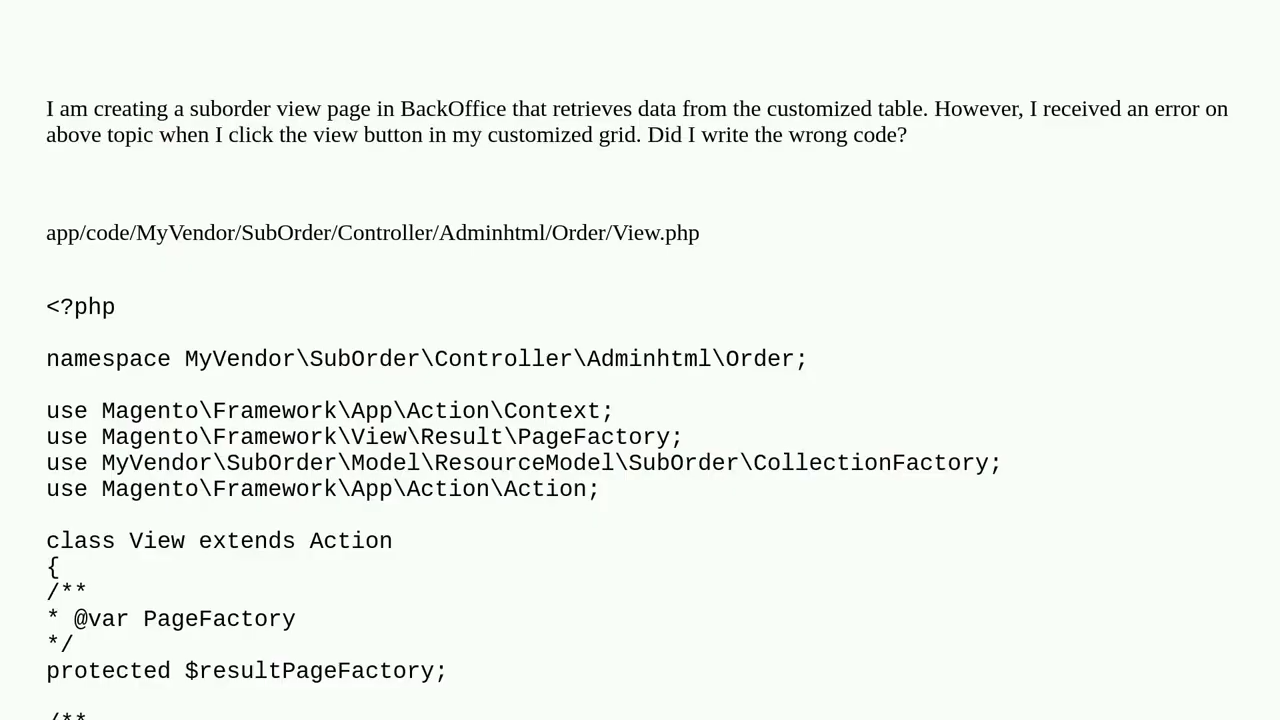 I am creating a suborder view page in BackOffice that retrieves data from the customized table. However, I received an error on
above topic when I click the view button in my customized grid. Did I write the wrong code?
app/code/MyVendor/SubOrder/Controller/Adminhtml/Order/View.php
<?php
namespace MyVendor\SubOrder\Controller\Adminhtml\Order;
use Magento\Framework\App\Action\Context;
use Magento\Framework\View\Result\PageFactory;
use MyVendor\SubOrder\Model\ResourceModel\SubOrder\CollectionFactory;
use Magento\Framework\App\Action\Action;
class View extends Action
{
/**
* @var PageFactory
*/
protected $resultPageFactory;
/**